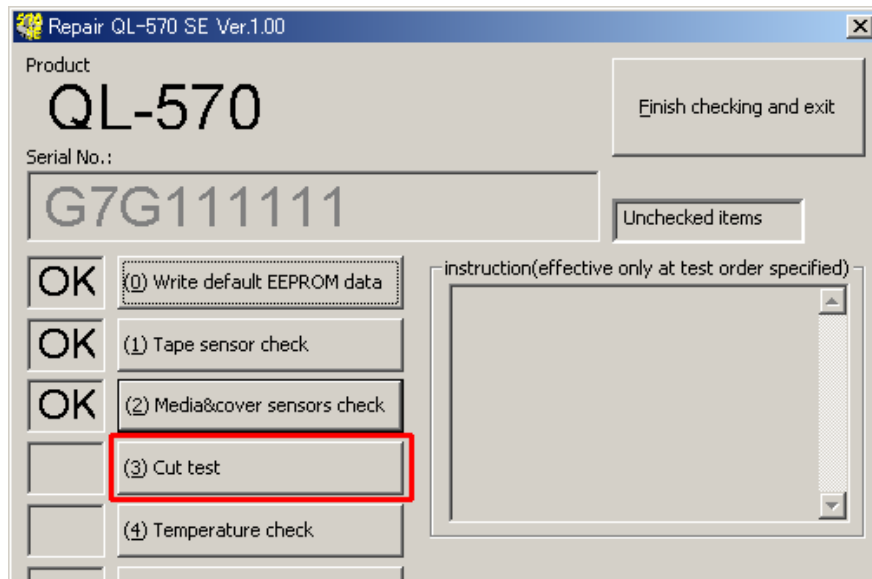 Repair QL-570 SE Ver.1.00
Product
QL-570
Finish checking and exit
Serial No.:
G7G111111
Unchecked items
OK (0) Write default EEPROM data
instruction(effective only at test order specified)
OK (1) Tape sensor check
OK (2) Media&cover sensors check
(3) Cut test
(4) Temperature check